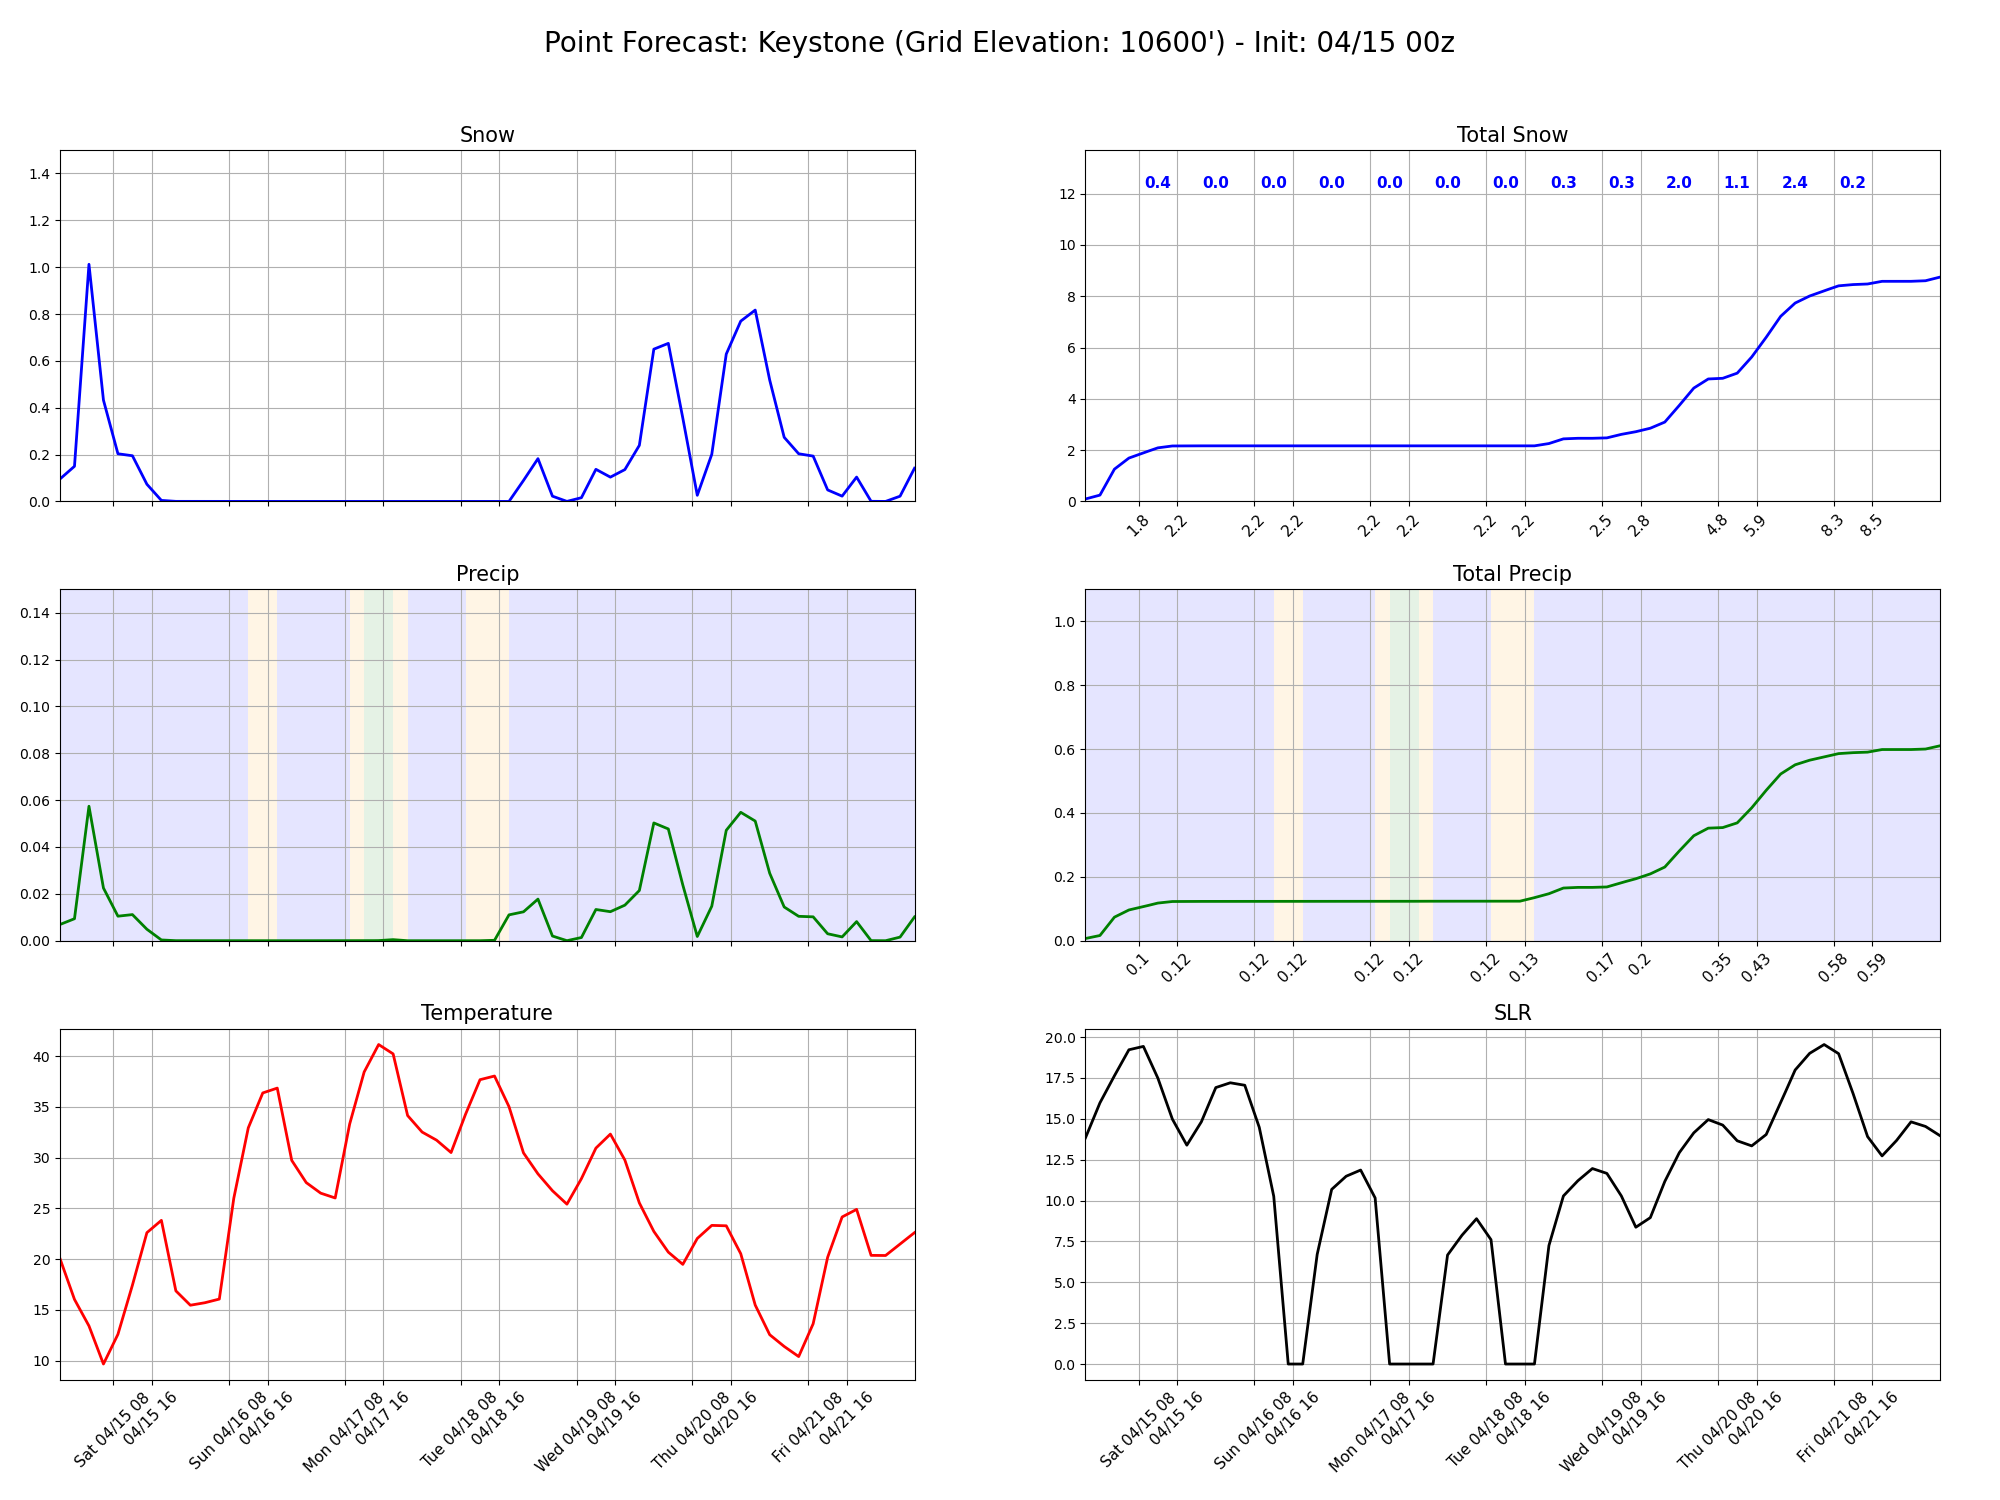 Point Forecast: Keystone (Grid Elevation: 10600') - Init: 04/15 00z
Snow
1.4
1.2
1.0
0.8
0.6
0.4
0.2
0.0
Total Snow
0.4 0.0 0.0 0.0 0.0 0.0 0.0 0.3 0.3 2.0 1.1 2.4 0.2
12
10
8
6
4
2
0
1.8 2.2 2.2 2.2 2.2 2.2 2.2 2.2 2.5 2.8 4.8 5.9 8.3 8.5
Precip
0.14
0.12
0.10
0.08
0.06
0.04
0.02
0.00
Total Precip
1.0
0.8
0.6
0.4
0.2
0.0
0.1 0.12 0.12 0.12 0.12 0.12 0.12 0.13 0.17 0.2 0.35 0.43 0.58 0.59
Temperature
40
35
30
25
20
15
10
Sat 04/15 08
04/15 16
Sun 04/16 08
04/16 16
Mon 04/17 08
04/17 16
Tue 04/18 08
04/18 16
Wed 04/19 08
04/19 16
Thu 04/20 08
04/20 16
Fri 04/21 08
04/21 16
SLR
20.0
17.5
15.0
12.5
10.0
7.5
5.0
2.5
0.0
Sat 04/15 08
04/15 16
Sun 04/16 08
04/16 16
Mon 04/17 08
04/17 16
Tue 04/18 08
04/18 16
Wed 04/19 08
04/19 16
Thu 04/20 08
04/20 16
Fri 04/21 08
04/21 16